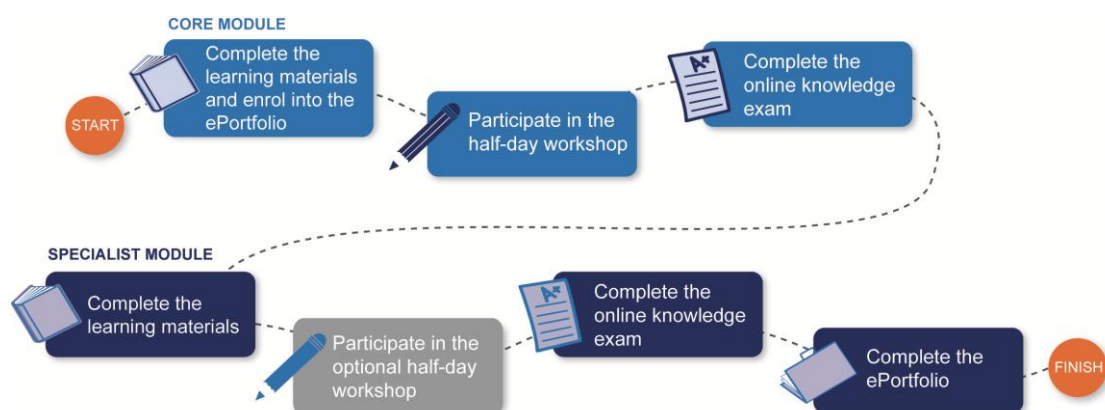 CORE MODULE
Complete the
learning materials
and enrol into the
ePortfolio
START
Participate in the
half-day workshop
A+
Complete the
online knowledge
exam
SPECIALIST MODULE
Complete the
learning materials
Participate in the
optional half-day
workshop
A+
Complete the
online knowledge
exam
Complete the
ePortfolio
FINISH